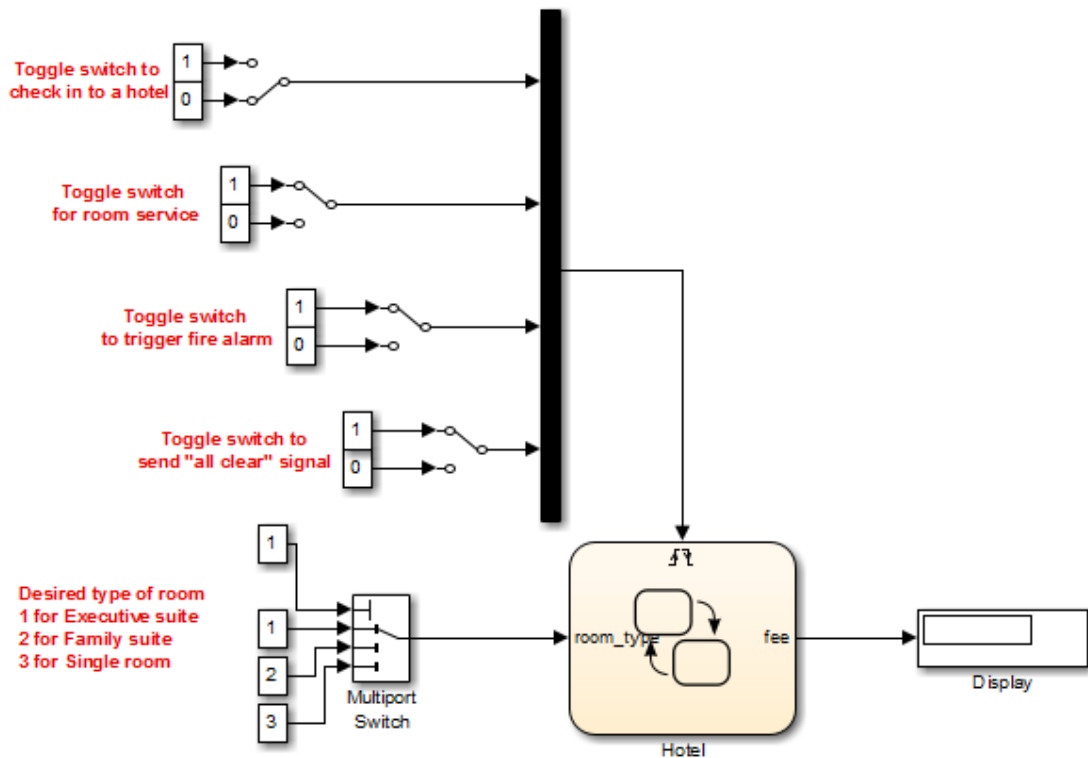 Toggle switch to
check in to a hotel
1
0
Toggle switch
for room service
1
0
Toggle switch
to trigger fire alarm
1
0
Toggle switch to
send "all clear" signal
1
0
Desired type of room
1 for Executive suite
2 for Family suite
3 for Single room
1
1
2
3
Multiport
Switch
room_type
fee
Hotel
Display